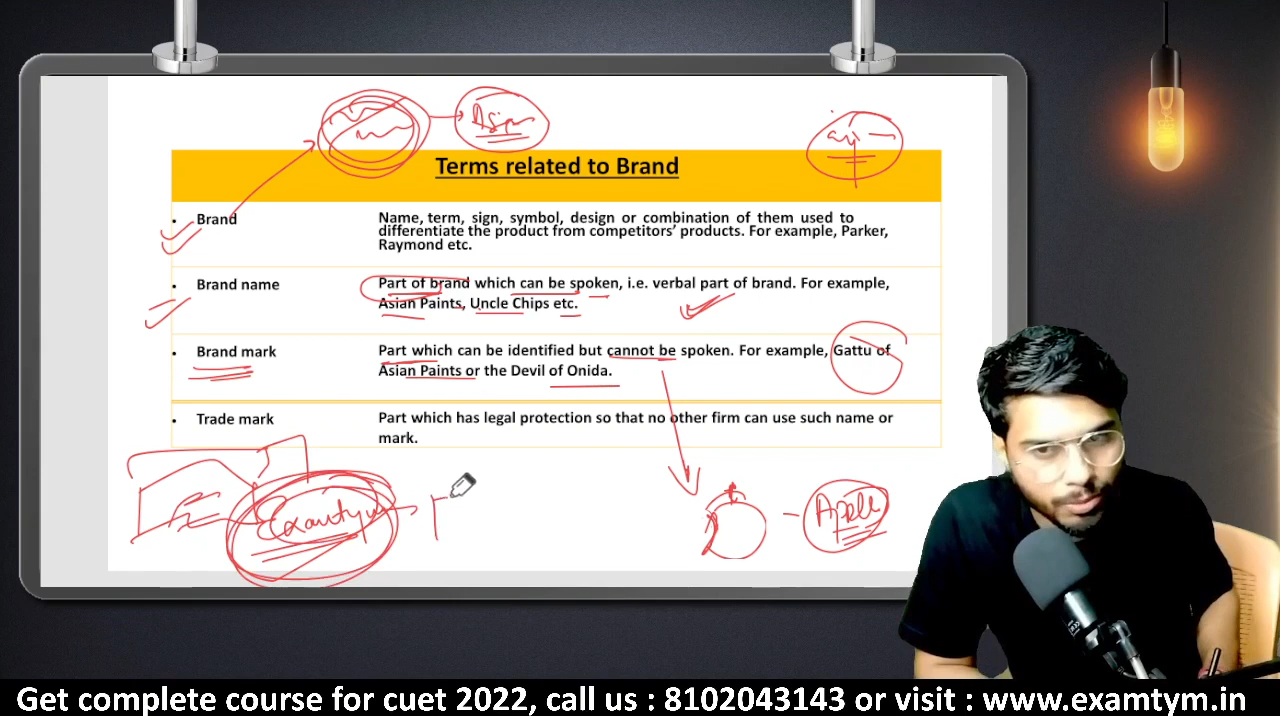 Asian
Terms related to Brand
• Brand
Name, term, sign, symbol, design or combination of them used to
differentiate the product from competitors' products. For example, Parker,
Raymond etc.
• Brand name
Part of brand which can be spoken, i.e. verbal part of brand. For example,
Asian Paints, Uncle Chips etc.
• Brand mark
Part which can be identified but cannot be spoken. For example, Gattu of
Asian Paints or the Devil of Onida.
• Trade mark
Part which has legal protection so that no other firm can use such name or
mark.
Examtym
– Apple
Get complete course for cuet 2022, call us : 8102043143 or visit : www.examtym.in